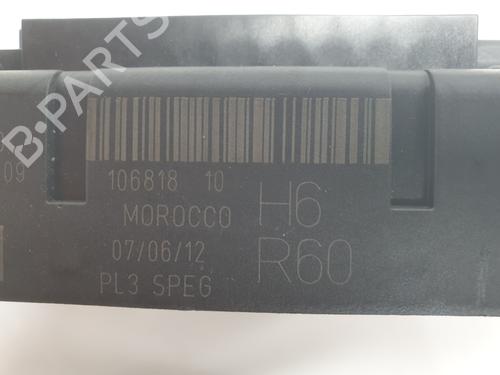 B-PARTS
09
106818 10
MOROCCO
H6
07/06/12
R60
PL3 SPEG